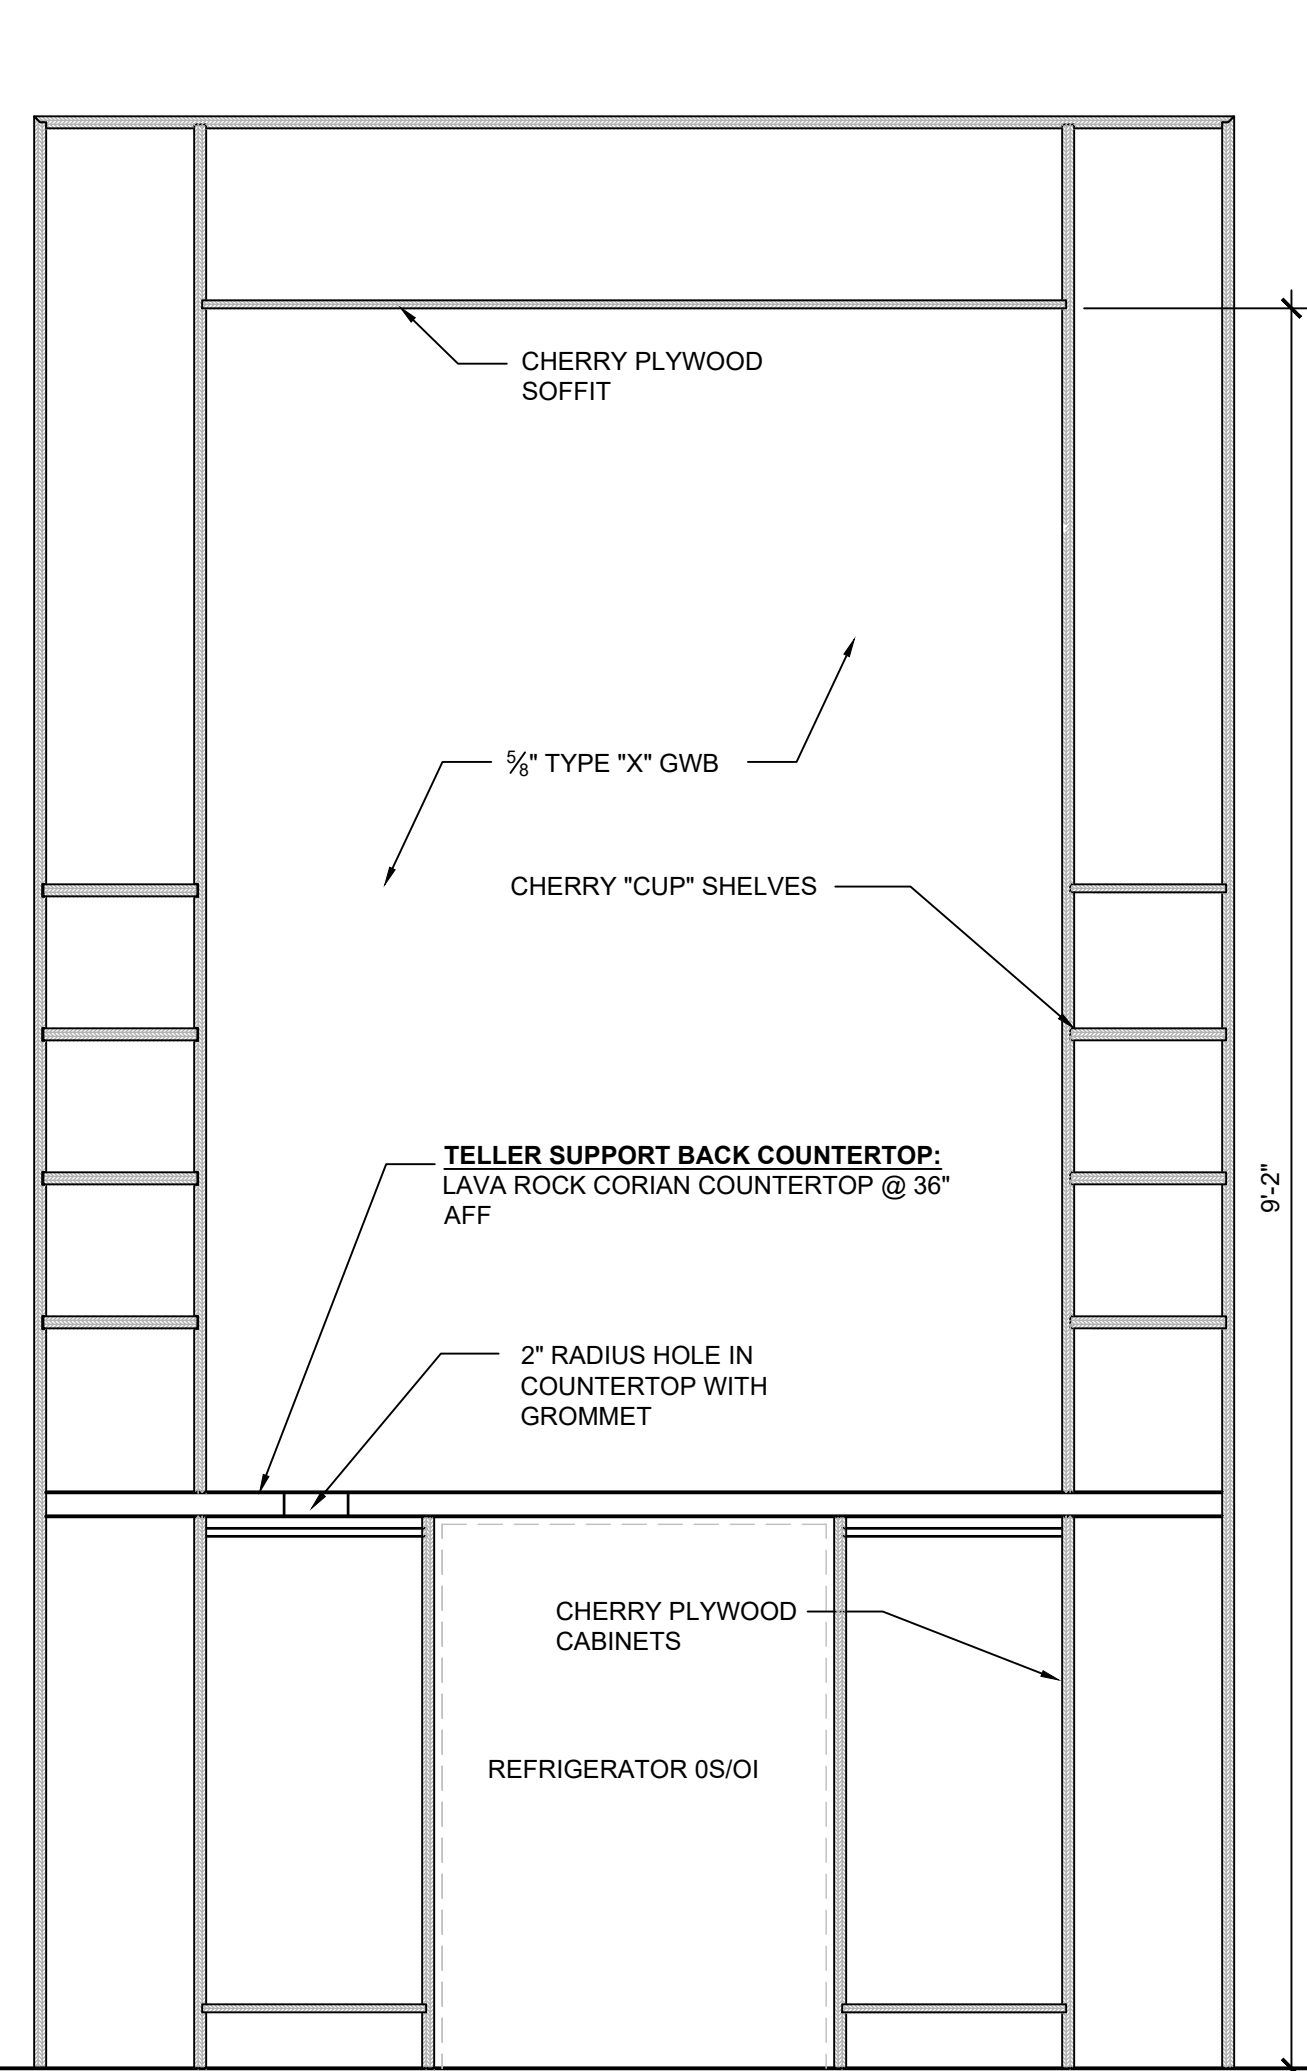 CHERRY PLYWOOD
SOFFIT
⅝" TYPE "X" GWB
CHERRY "CUP" SHELVES
TELLER SUPPORT BACK COUNTERTOP:
LAVA ROCK CORIAN COUNTERTOP @ 36"
AFF
9'-2"
2" RADIUS HOLE IN
COUNTERTOP WITH
GROMMET
CHERRY PLYWOOD
CABINETS
REFRIGERATOR 0S/OI